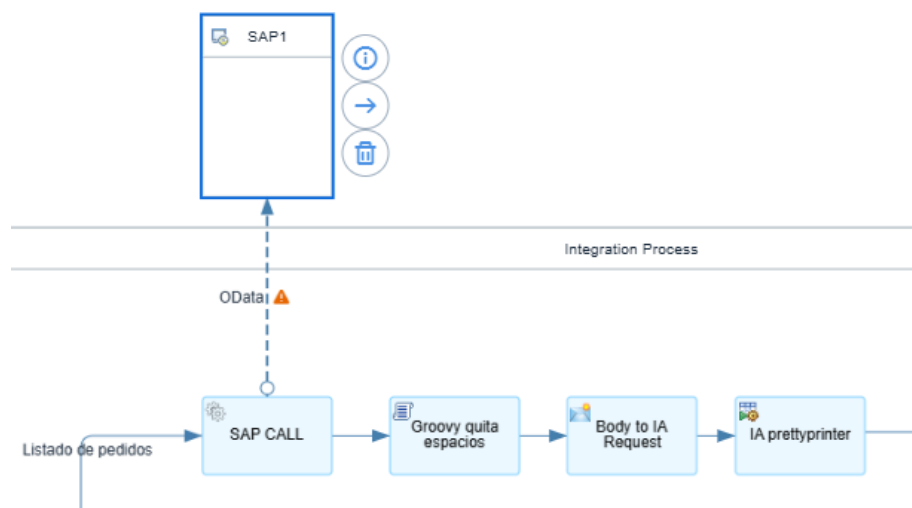 SAP1
Integration Process
OData
Listado de pedidos
SAP CALL
Groovy quita
espacios
Body to IA
Request
IA prettyprinter